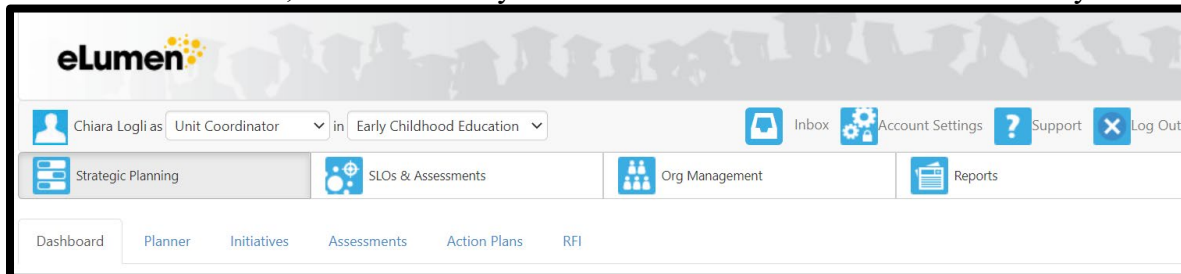 eLumen
Chiara Logli as Unit Coordinator in Early Childhood Education Inbox Account Settings Support Log Out
Strategic Planning SLOs & Assessments Org Management Reports
Dashboard Planner Initiatives Assessments Action Plans RFI